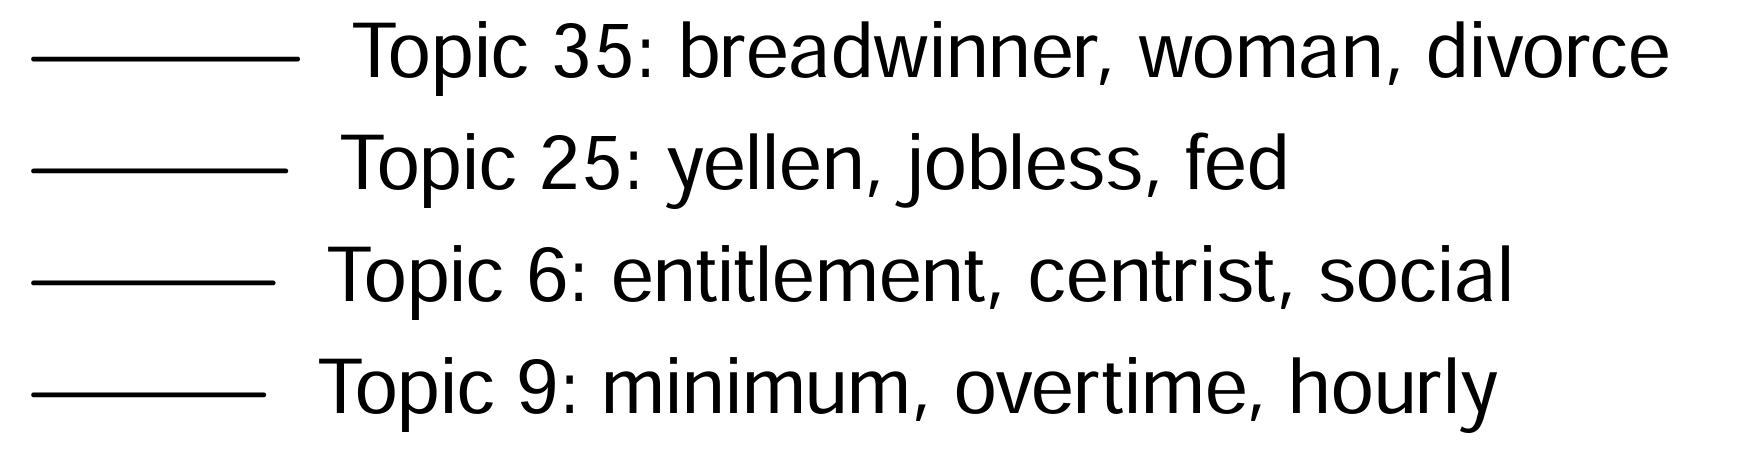 Topic 35: breadwinner, woman, divorce
Topic 25: yellen, jobless, fed
Topic 6: entitlement, centrist, social
Topic 9: minimum, overtime, hourly